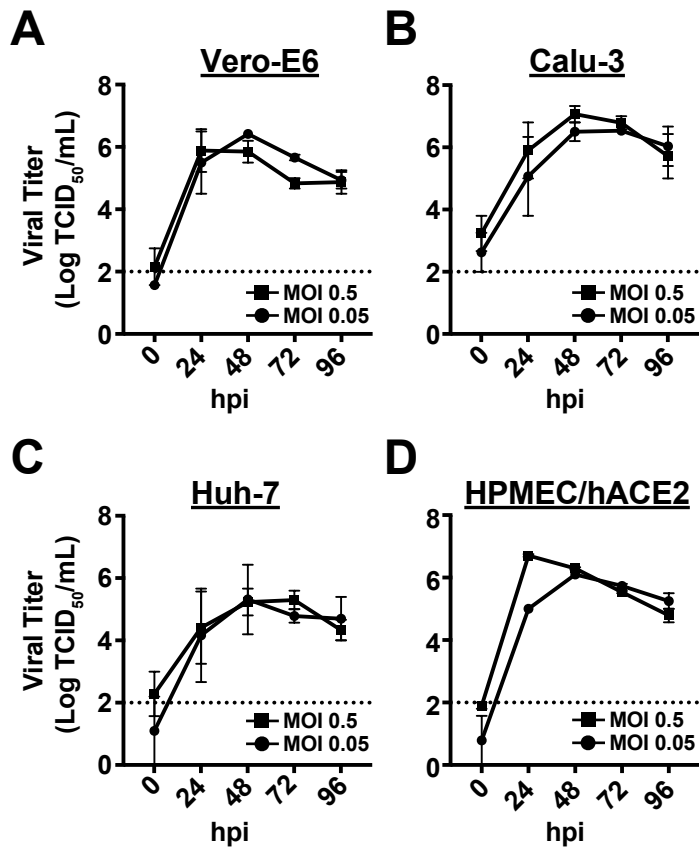 A
Vero-E6
Viral Titer
(Log TCID50/mL)
8
6
4
2
0
MOI 0.5
MOI 0.05
0
24
48
72
96
hpi
B
Calu-3
8
6
4
2
0
MOI 0.5
MOI 0.05
0
24
48
72
96
hpi
C
Huh-7
Viral Titer
(Log TCID50/mL)
8
6
4
2
0
MOI 0.5
MOI 0.05
0
24
48
72
96
hpi
D
HPMEC/hACE2
8
6
4
2
0
MOI 0.5
MOI 0.05
0
24
48
72
96
hpi